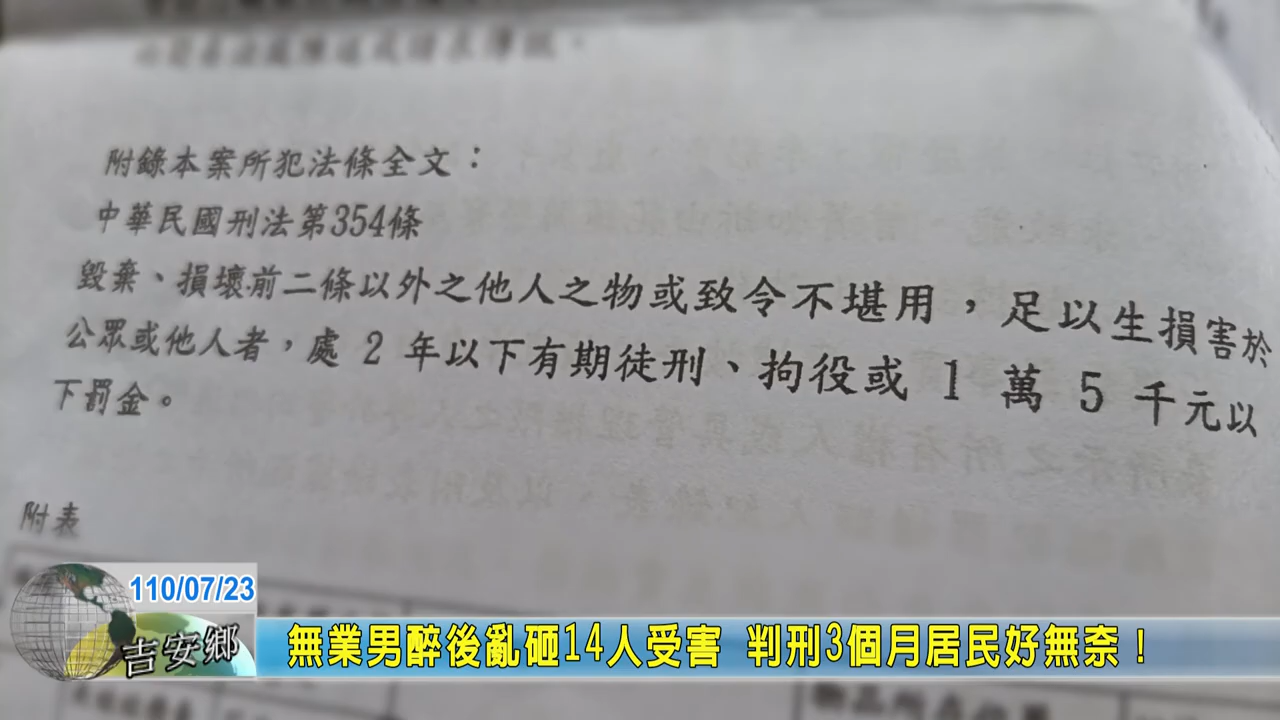 附錄本案所犯法條全文：
中華民國刑法第354條
毀棄、損壞前二條以外之他人之物或致令不堪用，足以生損害於
公眾或他人者，處 2 年以下有期徒刑、拘役或 1 萬 5 千元以
下罰金。
附表
110/07/23
吉安鄉
無業男醉後亂砸14人受害 判刑3個月居民好無奈！